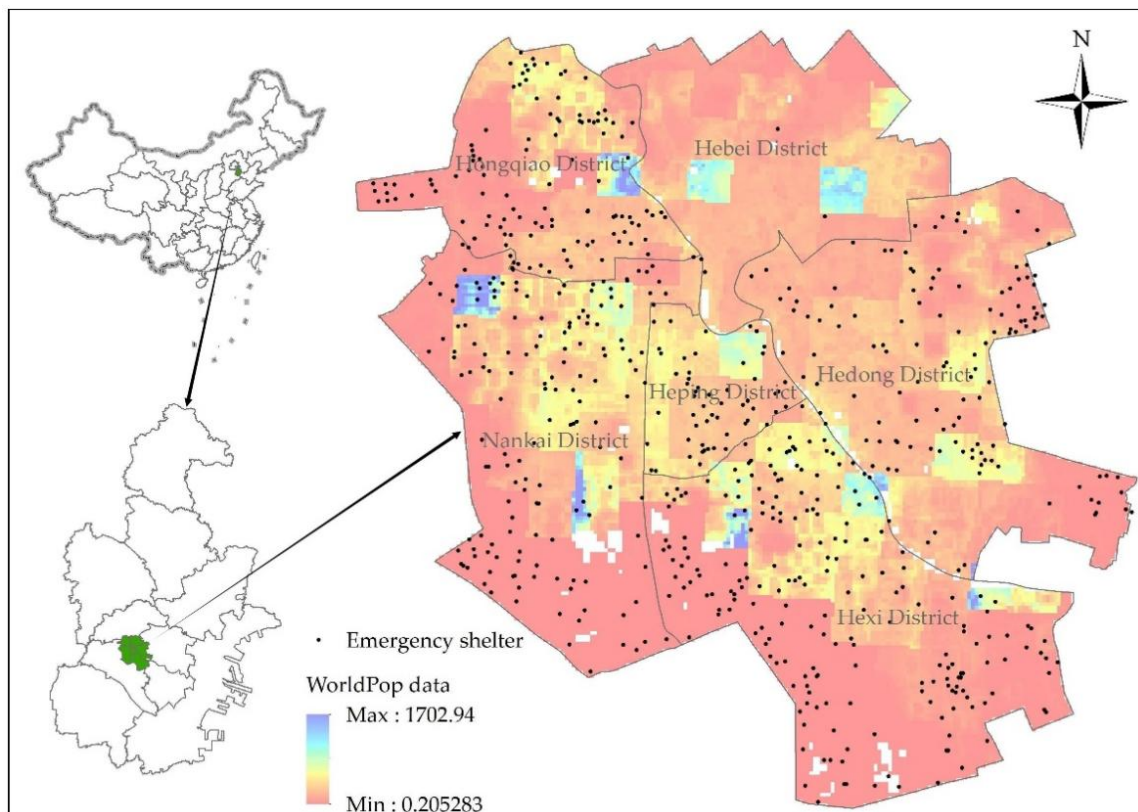 N
Hebei District
Hongqiao District
Hedong District
Heping District
Nankai District
Hexi District
Emergency shelter
WorldPop data
Max : 1702.94
Min : 0.205283